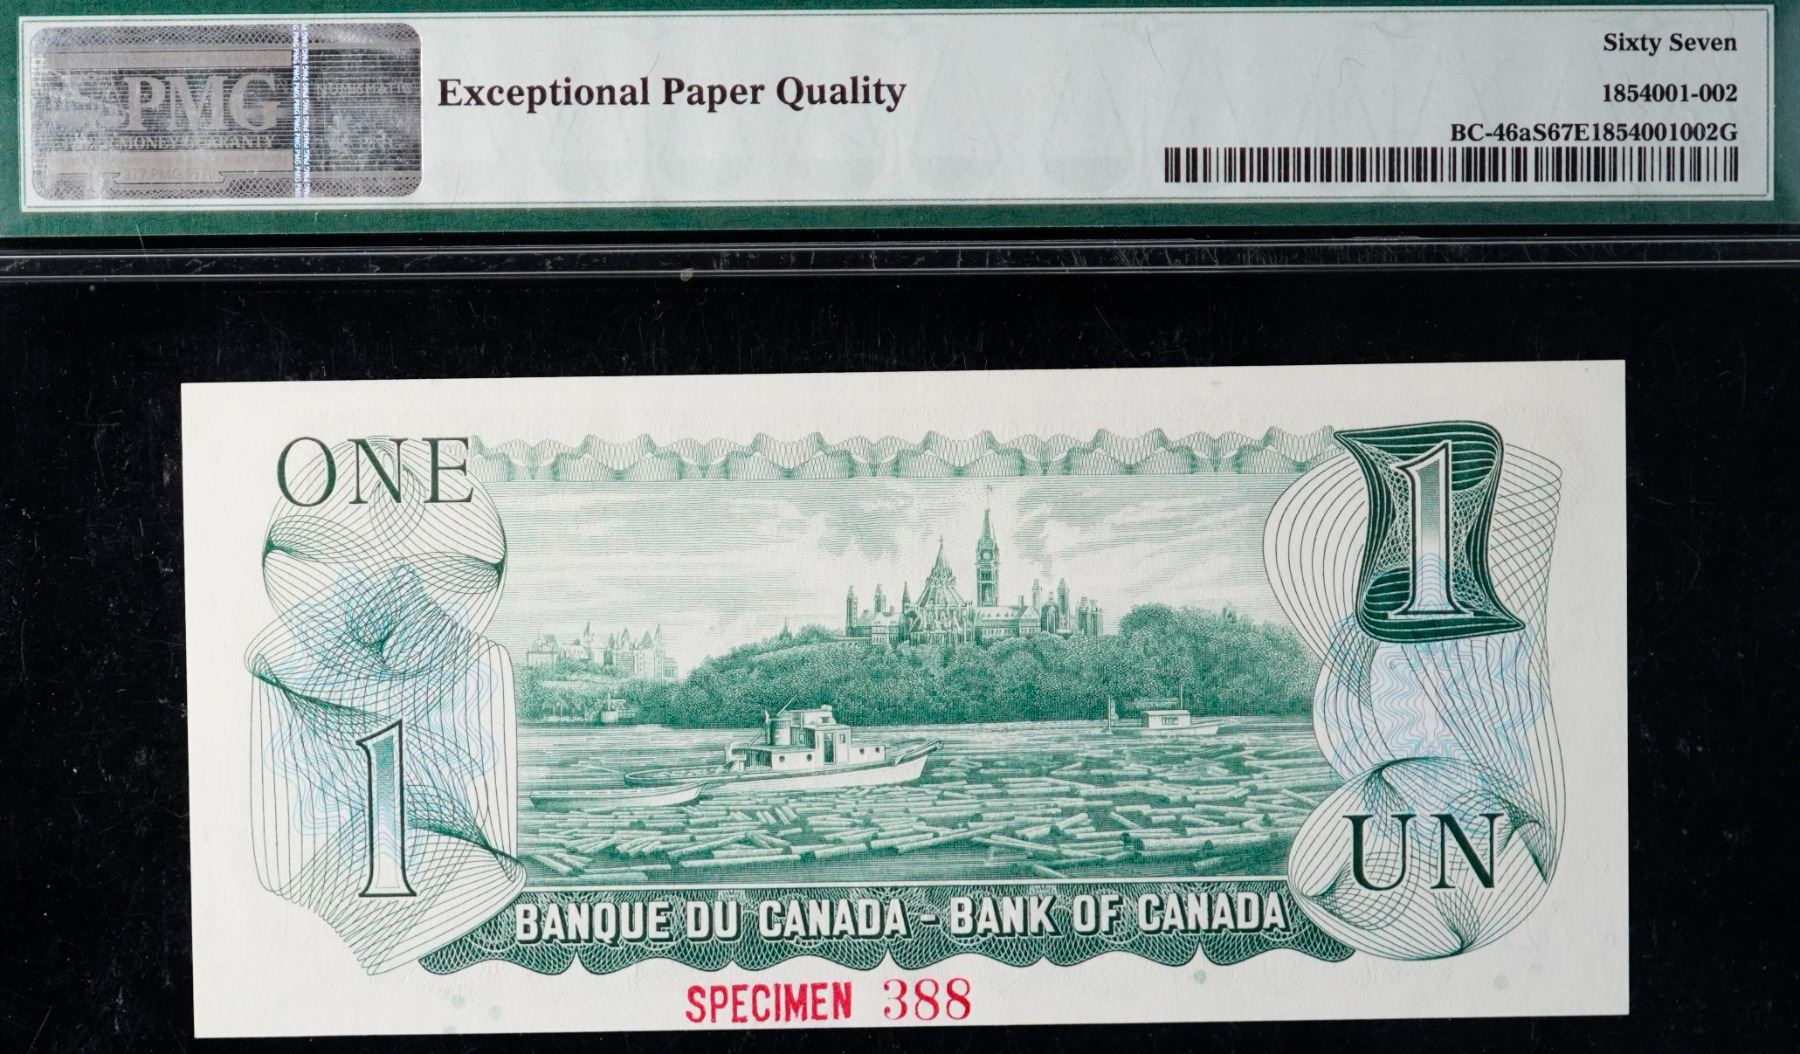 PMG
Exceptional Paper Quality
Sixty Seven
1854001-002
BC-46aS67E1854001002G
ONE
1
1
UN
BANQUE DU CANADA - BANK OF CANADA
SPECIMEN 388